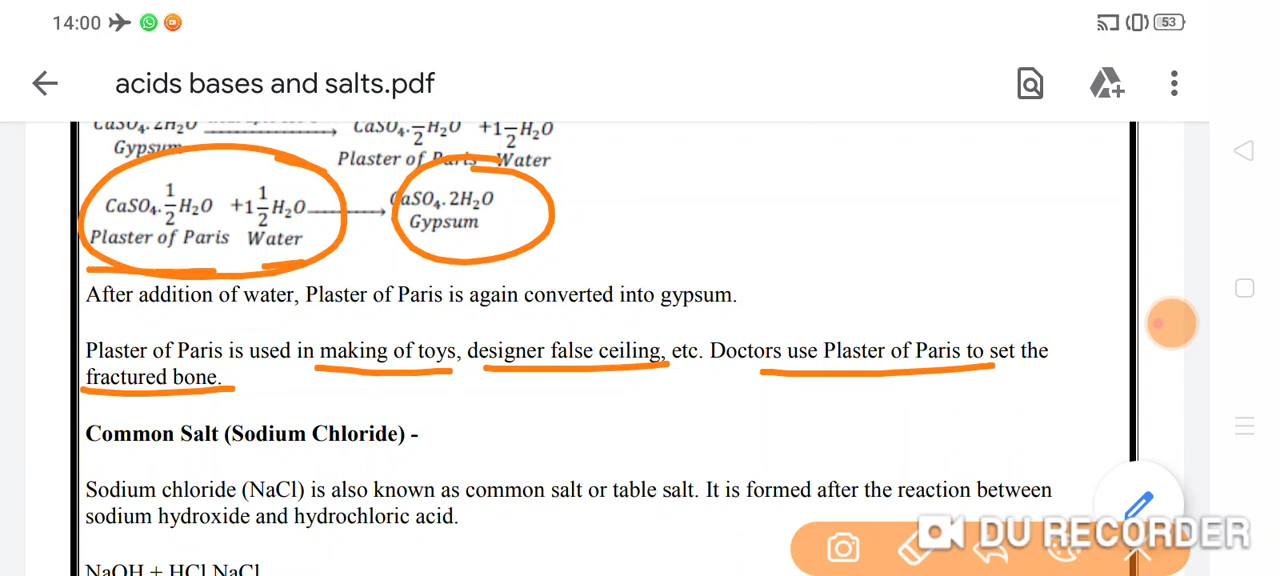 14:00
53
acids bases and salts.pdf
CaSO₄.2H₂O → CaSO₄.½H₂O +1½H₂O
Gypsum Plaster of Paris Water
CaSO₄.½H₂O +1½H₂O → CaSO₄.2H₂O
Plaster of Paris Water Gypsum
After addition of water, Plaster of Paris is again converted into gypsum.
Plaster of Paris is used in making of toys, designer false ceiling, etc. Doctors use Plaster of Paris to set the
fractured bone.
Common Salt (Sodium Chloride) -
Sodium chloride (NaCl) is also known as common salt or table salt. It is formed after the reaction between
sodium hydroxide and hydrochloric acid.
DU RECORDER
NaOH + HCl NaCl